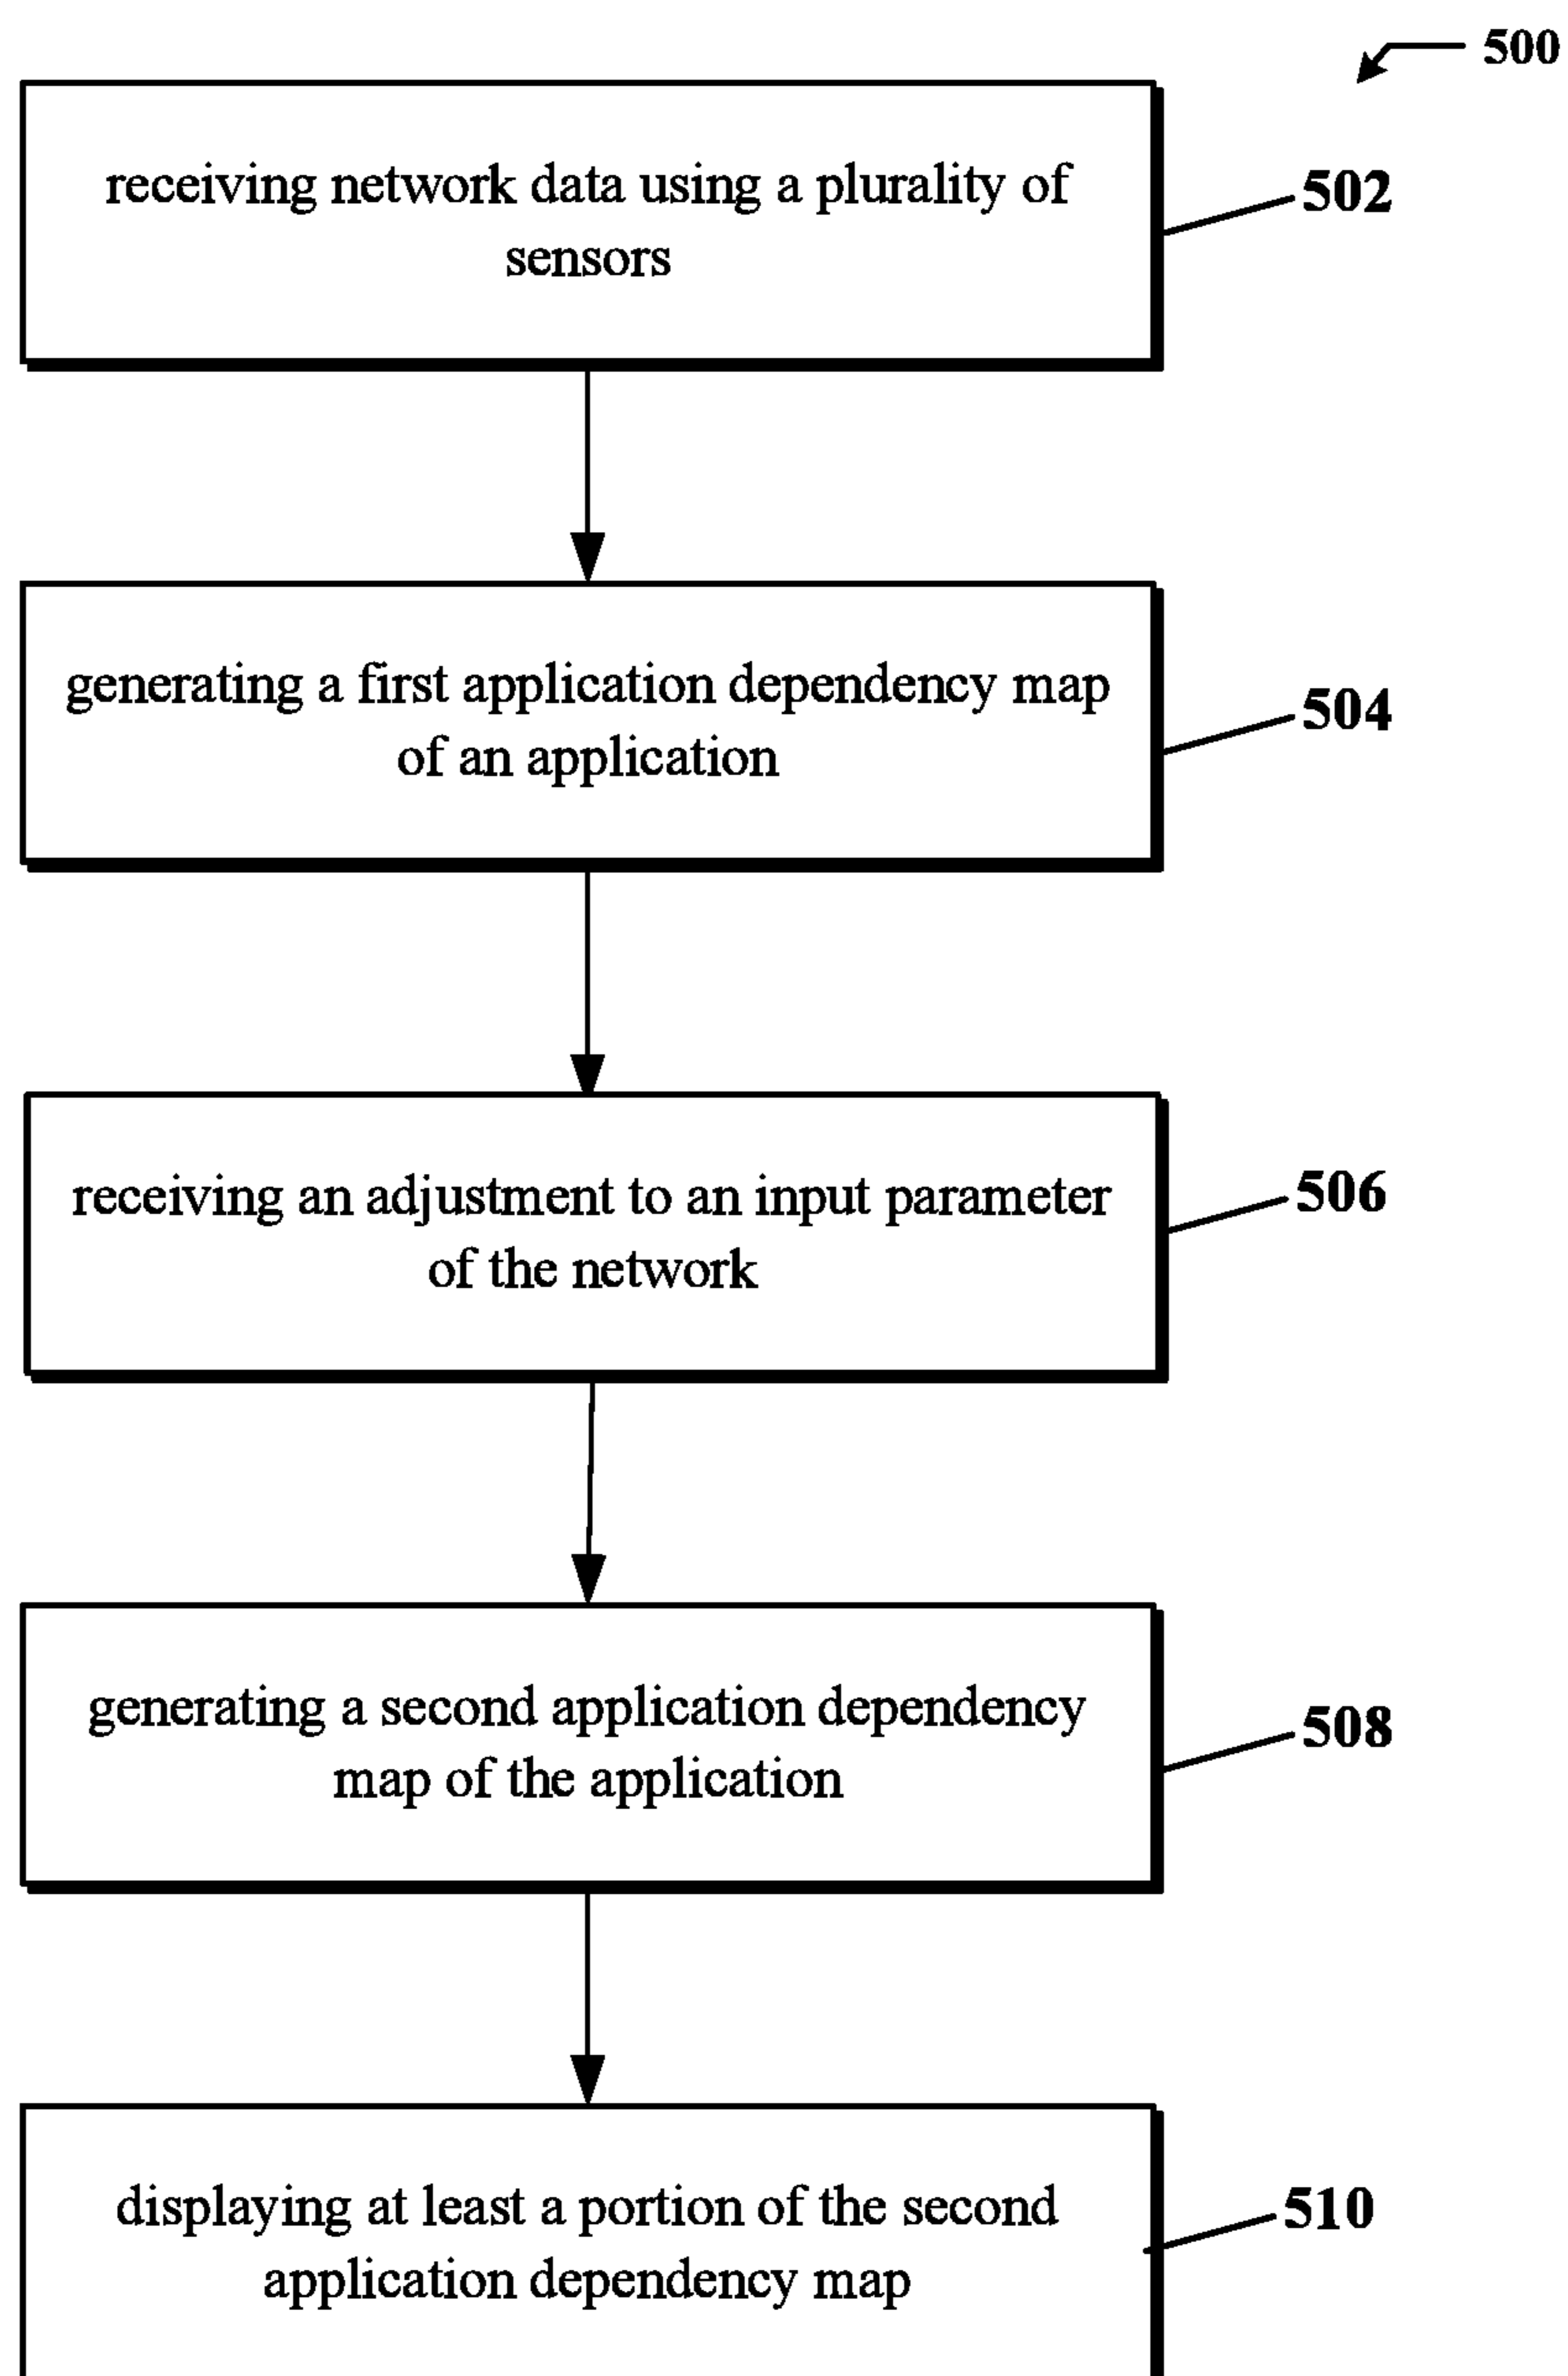 500
receiving network data using a plurality of
sensors
502
generating a first application dependency map
of an application
504
receiving an adjustment to an input parameter
of the network
506
generating a second application dependency
map of the application
508
displaying at least a portion of the second
application dependency map
510